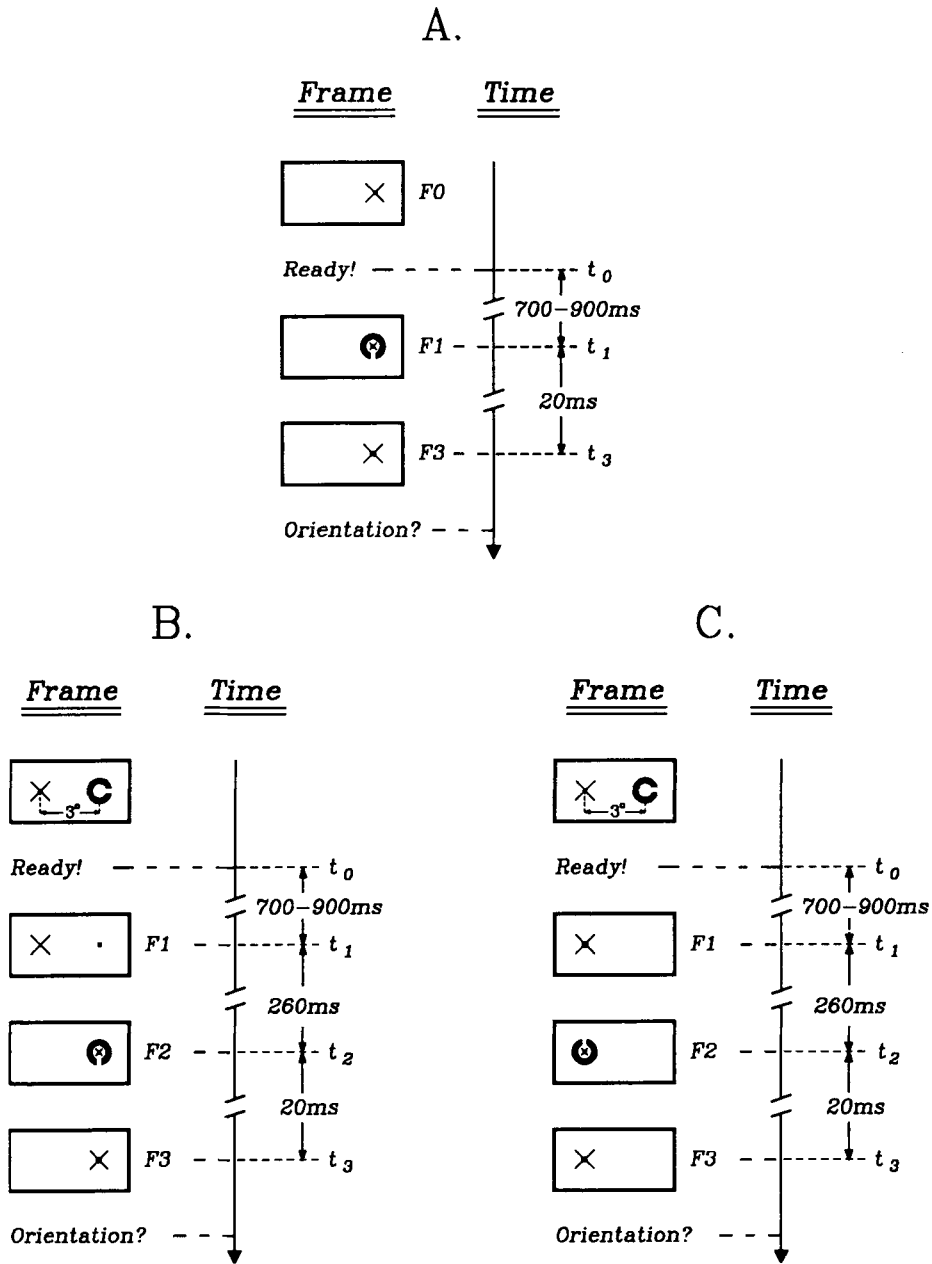 A.
Frame Time
F0
Ready! t0
700-900ms
F1 t1
20ms
F3 t3
Orientation?
B.
Frame Time
3°
Ready! t0
700-900ms
F1 t1
260ms
F2 t2
20ms
F3 t3
Orientation?
C.
Frame Time
3°
Ready! t0
700-900ms
F1 t1
260ms
F2 t2
20ms
F3 t3
Orientation?